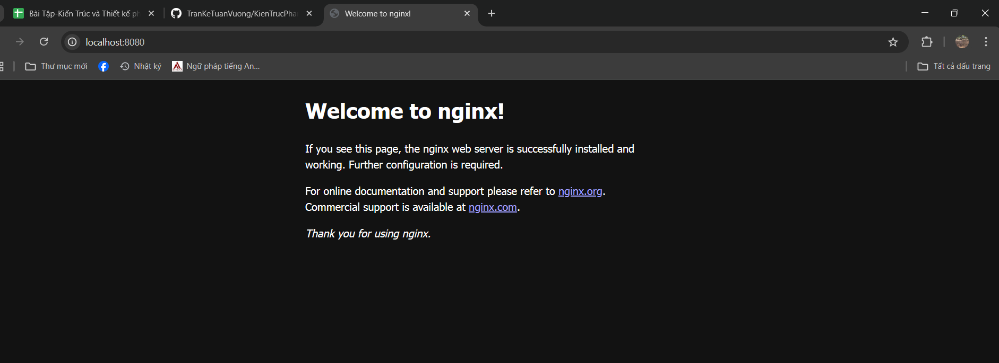 Bài Tập-Kiến Trúc và Thiết kế ph
TranKeTuanVuong/KienTrucPha
Welcome to nginx!
localhost:8080
Thư mục mới
Nhật ký
Ngữ pháp tiếng An...
Tất cả dấu trang
Welcome to nginx!
If you see this page, the nginx web server is successfully installed and
working. Further configuration is required.
For online documentation and support please refer to nginx.org.
Commercial support is available at nginx.com.
Thank you for using nginx.